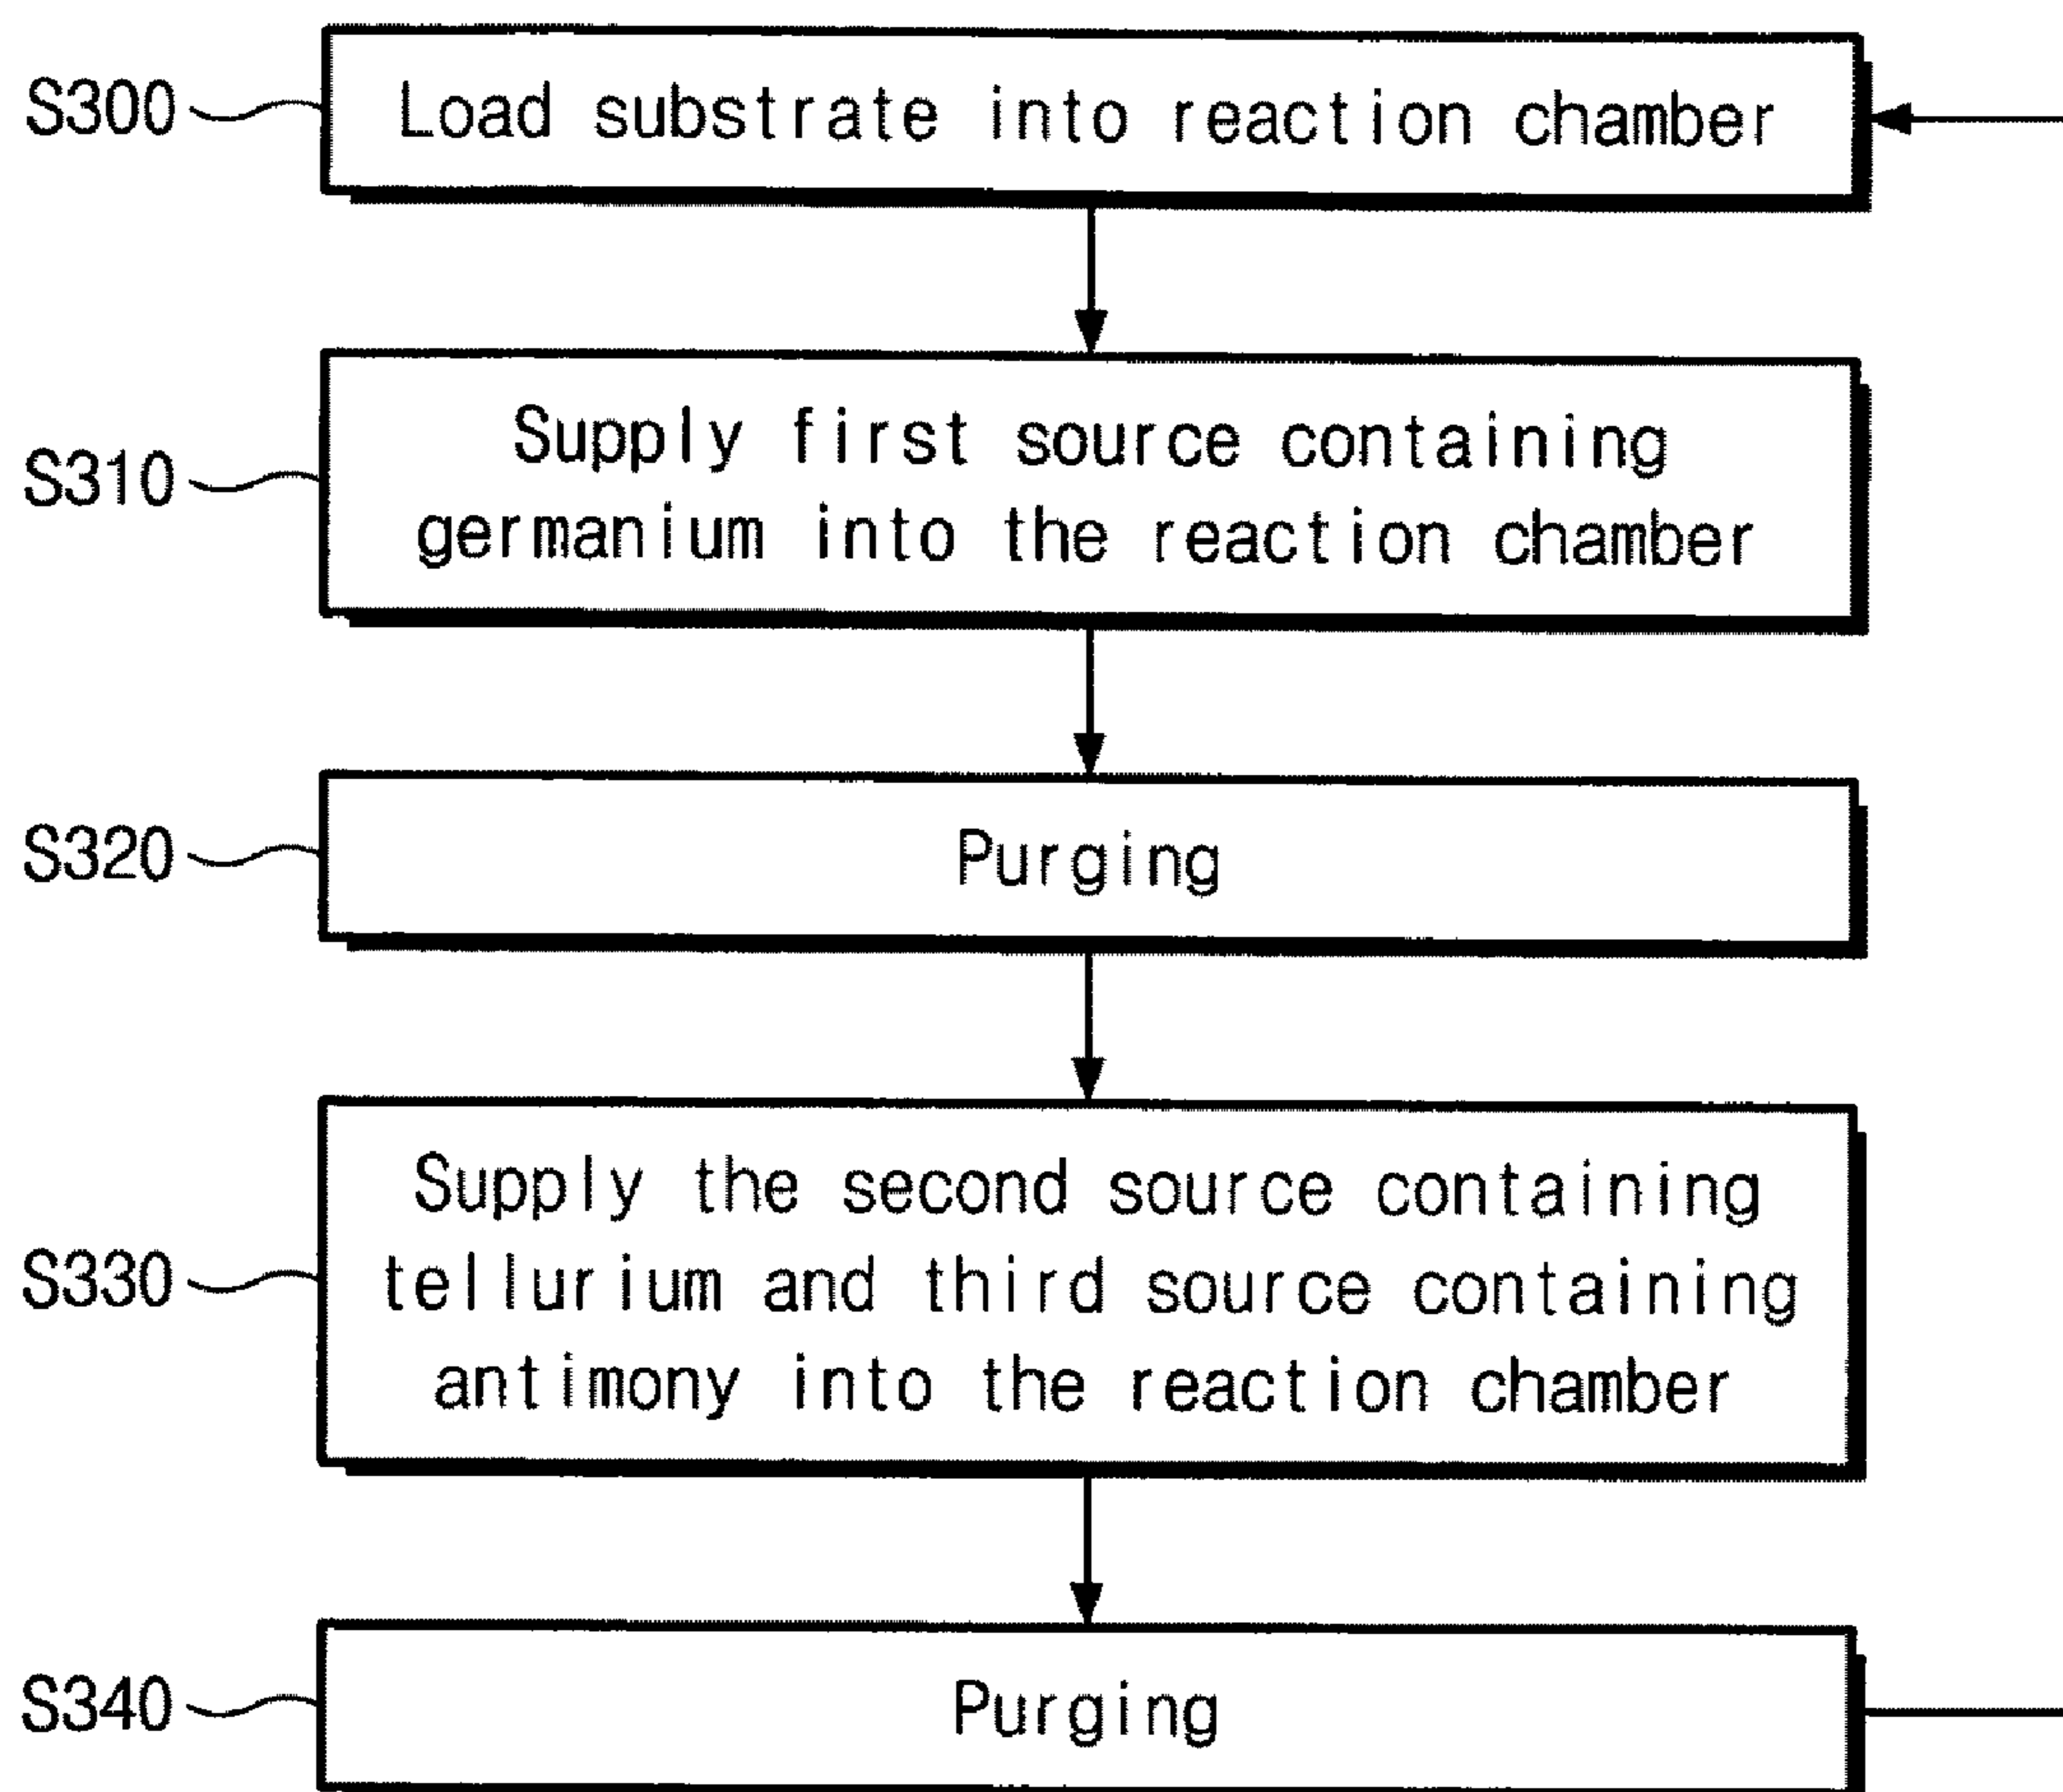 S300
Load substrate into reaction chamber
S310
Supply first source containing
germanium into the reaction chamber
S320
Purging
S330
Supply the second source containing
tellurium and third source containing
antimony into the reaction chamber
S340
Purging